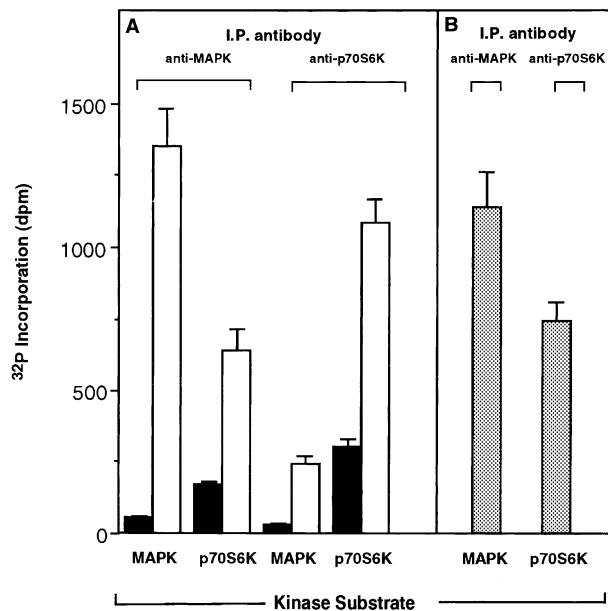 A
I.P. antibody
anti-MAPK
anti-p70S6K
B
I.P. antibody
anti-MAPK anti-p70S6K
1500
1000
500
0
32P Incorporation (dpm)
MAPK p70S6K MAPK p70S6K
MAPK p70S6K
Kinase Substrate